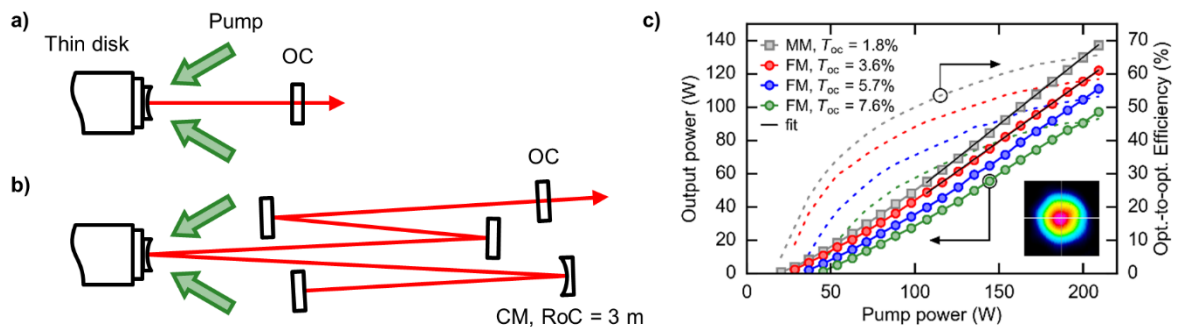 a)
Pump
Thin disk
OC
b)
OC
CM, RoC = 3 m
c)
140
120
100
80
60
40
20
0
Output power (W)
MM, Toc = 1.8%
FM, Toc = 3.6%
FM, Toc = 5.7%
FM, Toc = 7.6%
fit
70
60
50
40
30
20
10
0
Opt.-to-opt. Efficiency (%)
0 50 100 150 200
Pump power (W)